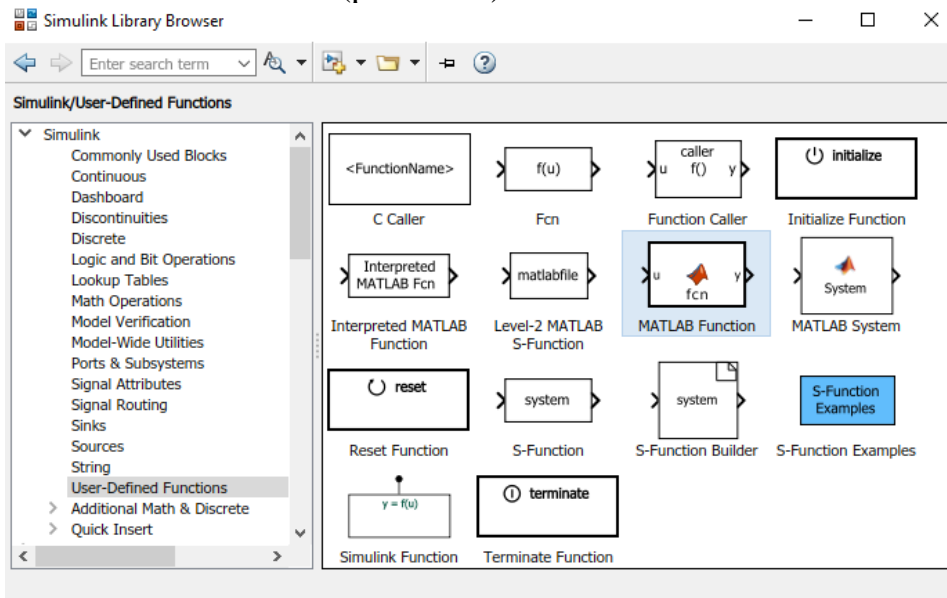 Simulink Library Browser
Enter search term
Simulink/User-Defined Functions
Simulink
Commonly Used Blocks
Continuous
Dashboard
Discontinuities
Discrete
Logic and Bit Operations
Lookup Tables
Math Operations
Model Verification
Model-Wide Utilities
Ports & Subsystems
Signal Attributes
Signal Routing
Sinks
Sources
String
User-Defined Functions
Additional Math & Discrete
Quick Insert
<FunctionName>
C Caller
f(u)
Fcn
caller
u f() y
Function Caller
initialize
Initialize Function
Interpreted
MATLAB Fcn
Interpreted MATLAB
Function
matlabfile
Level-2 MATLAB
S-Function
u y
fcn
MATLAB Function
System
MATLAB System
reset
Reset Function
system
S-Function
system
S-Function Builder
S-Function
Examples
S-Function Examples
y = f(u)
Simulink Function
terminate
Terminate Function